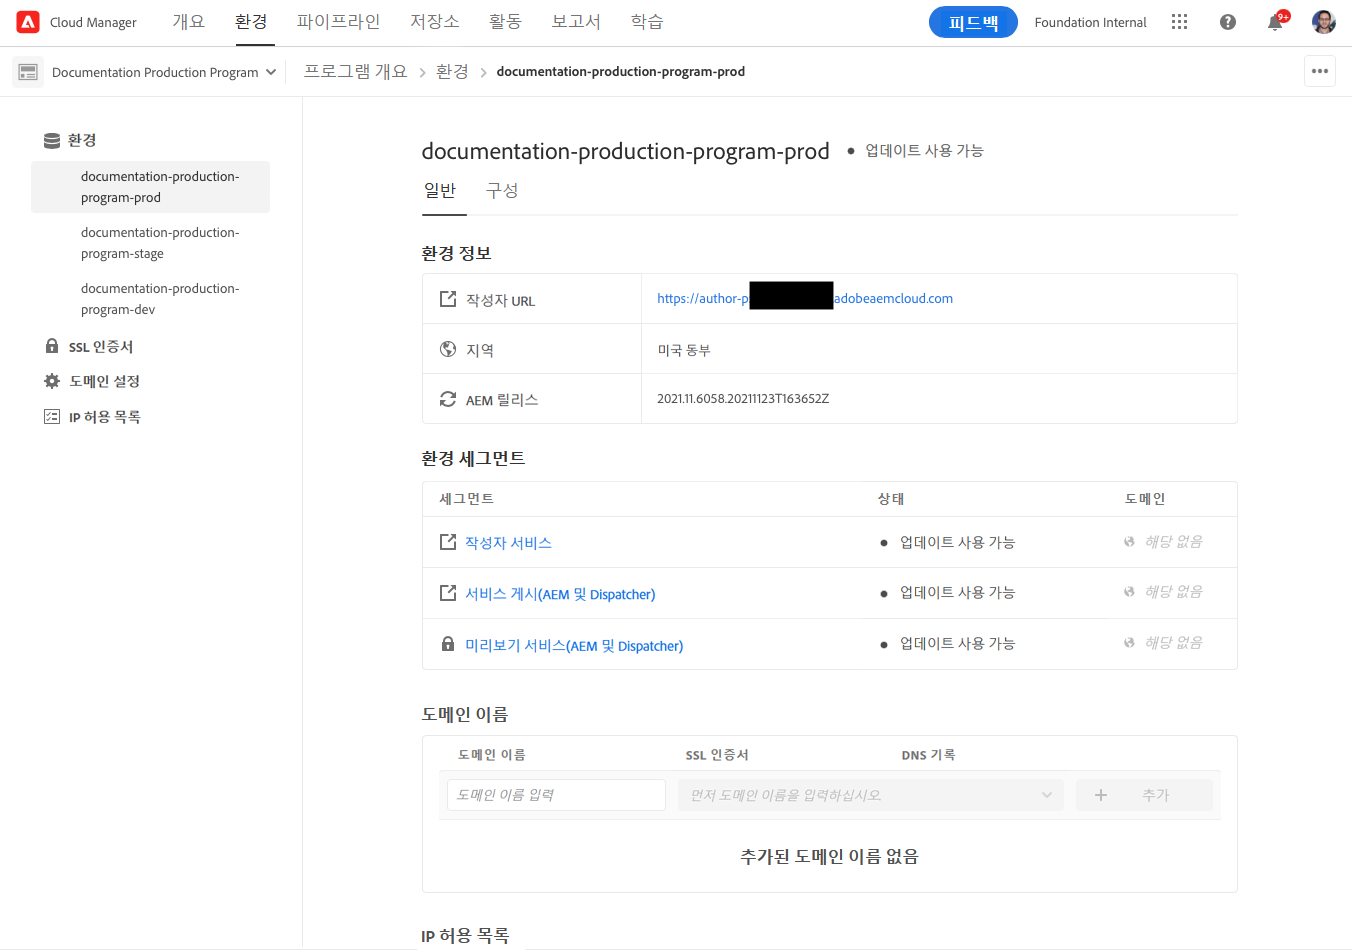 Cloud Manager 개요 환경 파이프라인 저장소 활동 보고서 학습 피드백 Foundation Internal 9+
Documentation Production Program 프로그램 개요 > 환경 > documentation-production-program-prod
환경
documentation-production-
program-prod
documentation-production-
program-stage
documentation-production-
program-dev
SSL 인증서
도메인 설정
IP 허용 목록
documentation-production-program-prod • 업데이트 사용 가능
일반 구성
환경 정보
작성자 URL https://author-p adobeaemcloud.com
지역 미국 동부
AEM 릴리스 2021.11.6058.20211123T163652Z
환경 세그먼트
세그먼트 상태 도메인
작성자 서비스 • 업데이트 사용 가능 해당 없음
서비스 게시(AEM 및 Dispatcher) • 업데이트 사용 가능 해당 없음
미리보기 서비스(AEM 및 Dispatcher) • 업데이트 사용 가능 해당 없음
도메인 이름
도메인 이름 SSL 인증서 DNS 기록
도메인 이름 입력 먼저 도메인 이름을 입력하십시오. + 추가
추가된 도메인 이름 없음
IP 허용 목록